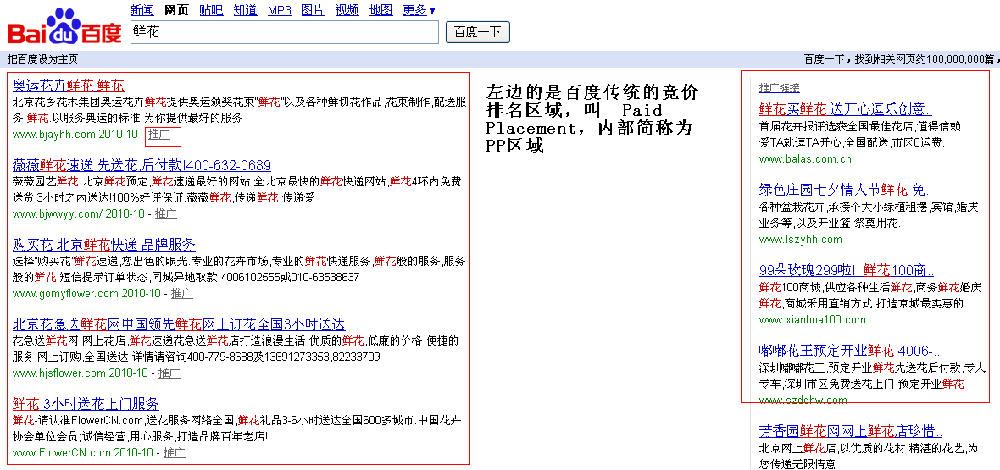 新闻 网页 贴吧 知道 MP3 图片 视频 地图 更多▼
Bai du 百度
鲜花 百度一下
把百度设为主页 百度一下，找到相关网页约100,000,000篇，
奥运花卉鲜花 鲜花
北京花乡花木集团奥运花卉鲜花提供奥运颁奖花束"鲜花"以及各种鲜切花作品,花束制作,配送服
务 鲜花.以服务奥运的标准 为你提供最好的服务
www.bjayhh.com 2010-10 - 推广
薇薇鲜花速递 先送花,后付款!400-632-0689
薇薇园艺鲜花,北京鲜花预定,鲜花速递最好的网站,全北京最快的鲜花快递网站,鲜花4环内免费
送货!3小时之内送达!100%好评保证.薇薇鲜花,传递鲜花,传递爱
www.bjwwyy.com/ 2010-10 - 推广
购买花 北京鲜花快递 品牌服务
选择"购买花"鲜花速递,您出色的眼光.专业的花卉市场,专业的鲜花快递服务,鲜花般的服务,服务
般的鲜花.短信提示订单状态,同城异地取款 4006102555或010-63538637
www.gomyflower.com 2010-10 - 推广
北京花急送鲜花网中国领先鲜花网上订花全国3小时送达
花急送鲜花网,网上花店,鲜花速递花急送鲜花店打造浪漫生活,优质的鲜花,低廉的价格,便捷的
服务!网上订购,全国送达,详情请咨询400-779-8688及13691273353,82233709
www.hjsflower.com 2010-10 - 推广
鲜花 3小时送花上门服务
鲜花-请认准FlowerCN.com,送花服务网络全国,鲜花礼品3-6小时送达全国600多城市.中国花卉
协会单位会员;诚信经营,用心服务,打造品牌百年老店!
www.FlowerCN.com 2010-10 - 推广
左边的是百度传统的竞价
排名区域，叫 Paid
Placement，内部简称为
PP区域
推广链接
鲜花买鲜花 送开心逗乐创意..
首届花卉报评选获全国最佳花店,值得信赖.
爱TA就逗TA开心,全国配送,市区0运费.
www.balas.com.cn
绿色庄园七夕情人节鲜花 免..
各种盆栽花卉,承接个大小绿植租摆,宾馆,婚庆
业务等,以及开业篮,祭奠用花.
www.lszyhh.com
99朵玫瑰299啦!! 鲜花100商..
鲜花100商城,供应各种生活鲜花,商务鲜花婚庆
鲜花,商城采用直销方式,打造京城最实惠的
www.xianhua100.com
嘟嘟花王预定开业鲜花 4006-..
深圳嘟嘟花王,预定开业鲜花先送花后付款,专人
专车,深圳市区免费送花上门,预定开业鲜花
www.szddhw.com
芳香园鲜花网网上鲜花店珍惜..
北京网上鲜花店,以优质的花材,精湛的花艺,为
您传递无限情意